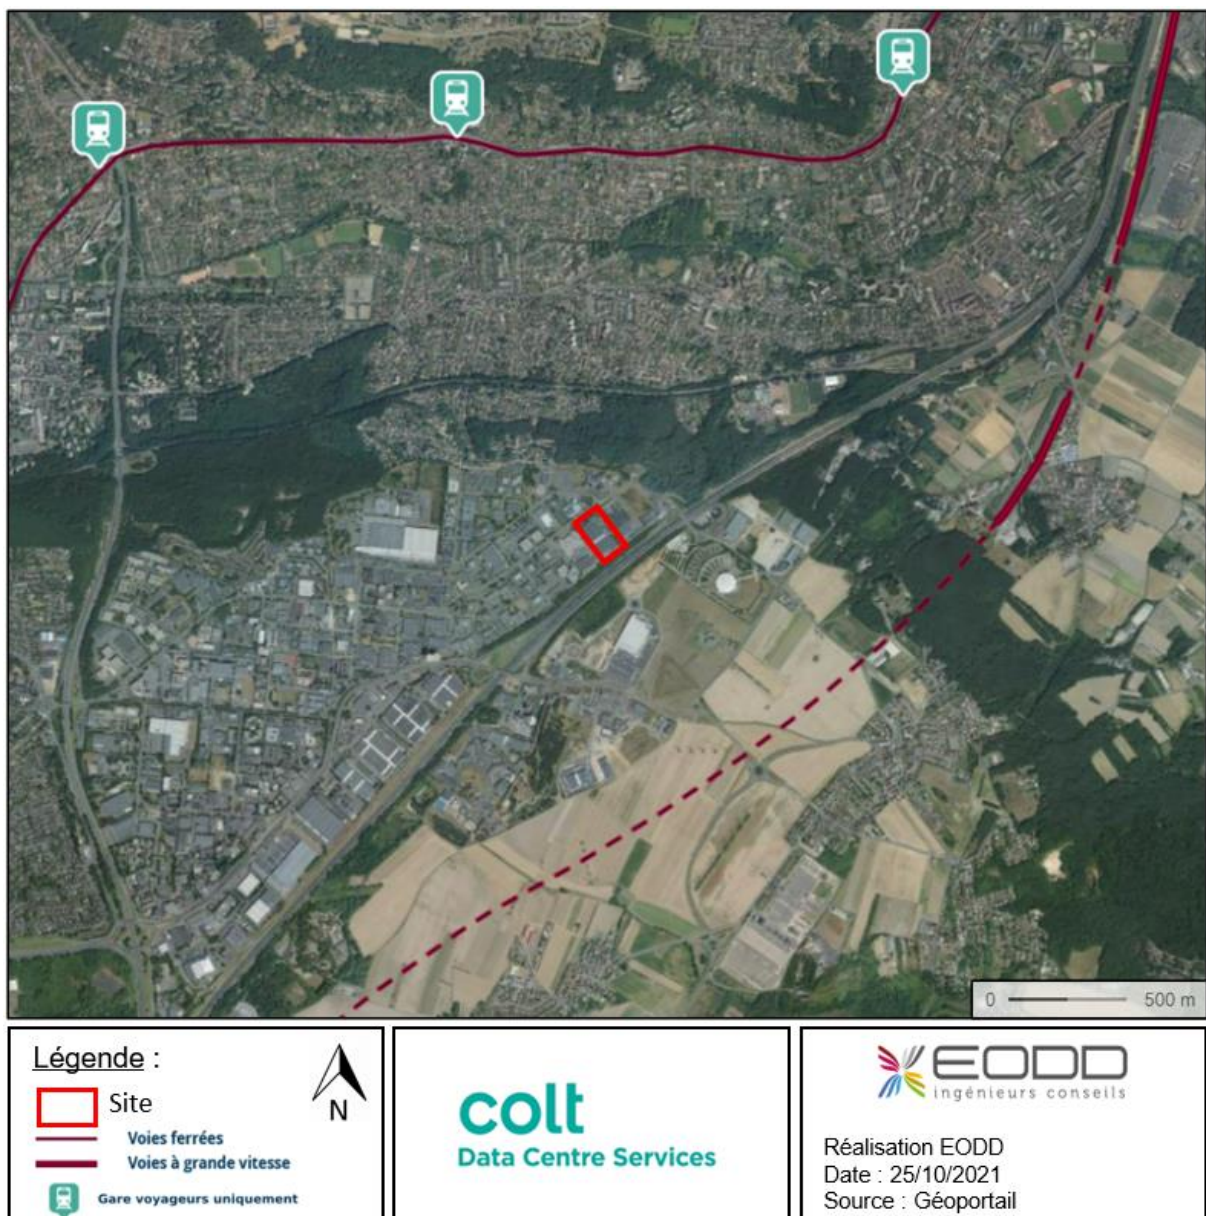 0 500 m
Légende :
N
Site
Voies ferrées
Voies à grande vitesse
Gare voyageurs uniquement
colt
Data Centre Services
EODD
ingénieurs conseils
Réalisation EODD
Date : 25/10/2021
Source : Géoportail